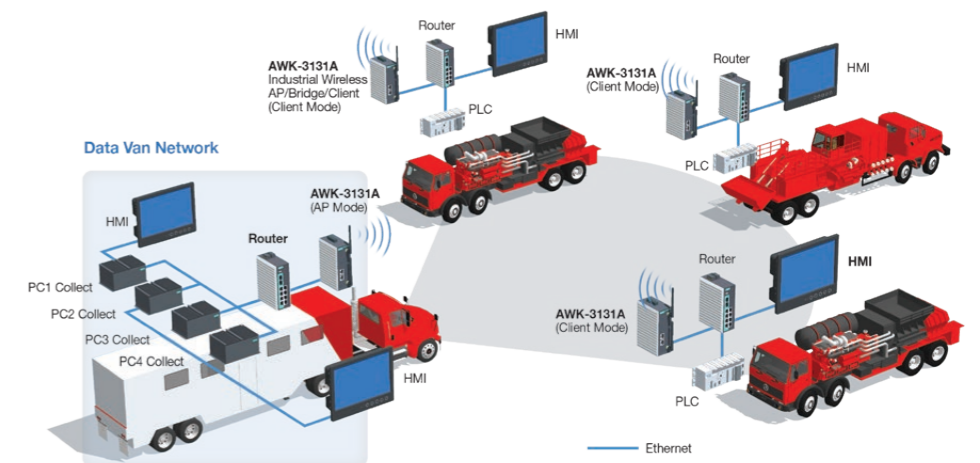 Router
HMI
AWK-3131A
Industrial Wireless
AP/Bridge/Client
(Client Mode)
PLC
AWK-3131A
(Client Mode)
Router
HMI
PLC
Data Van Network
HMI
AWK-3131A
(AP Mode)
Router
PC1 Collect
PC2 Collect
PC3 Collect
PC4 Collect
HMI
Router
HMI
AWK-3131A
(Client Mode)
PLC
Ethernet